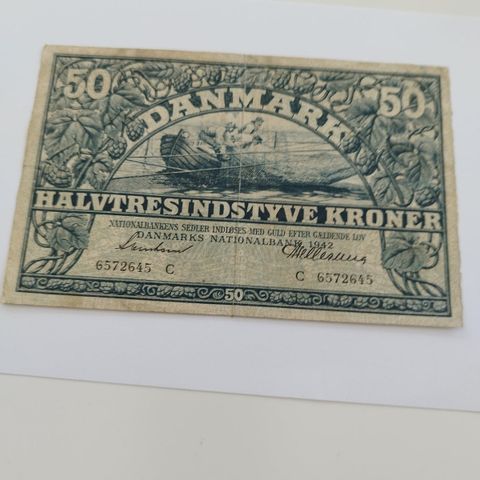 50 50
DANMARK
HALVTRESINDSTYVE KRONER
NATIONALBANKENS SEDLER INDLØSES MED GULD EFTER GÆLDENDE LOV
DANMARKS NATIONALBANK 1942
6572645 C C 6572645
50